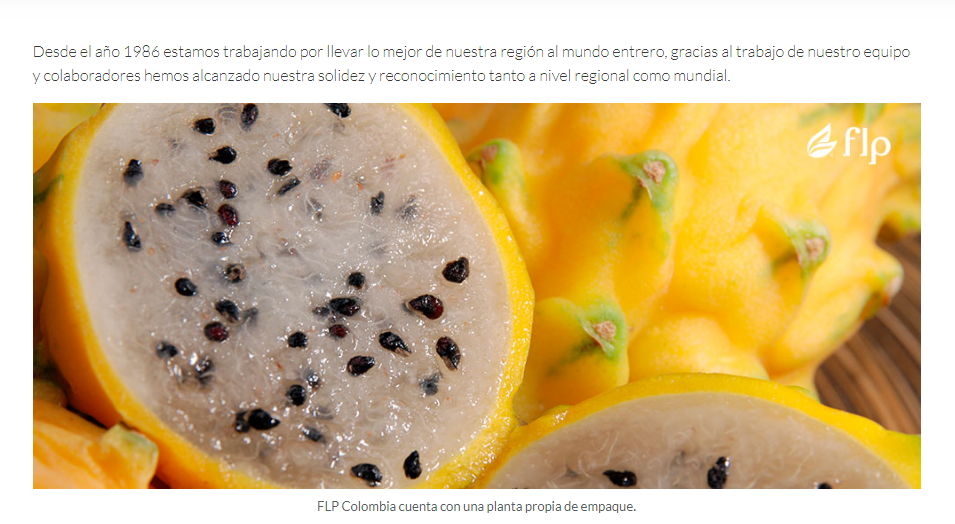 Desde el año 1986 estamos trabajando por llevar lo mejor de nuestra región al mundo entrero, gracias al trabajo de nuestro equipo
y colaboradores hemos alcanzado nuestra solidez y reconocimiento tanto a nivel regional como mundial.
flp
FLP Colombia cuenta con una planta propia de empaque.